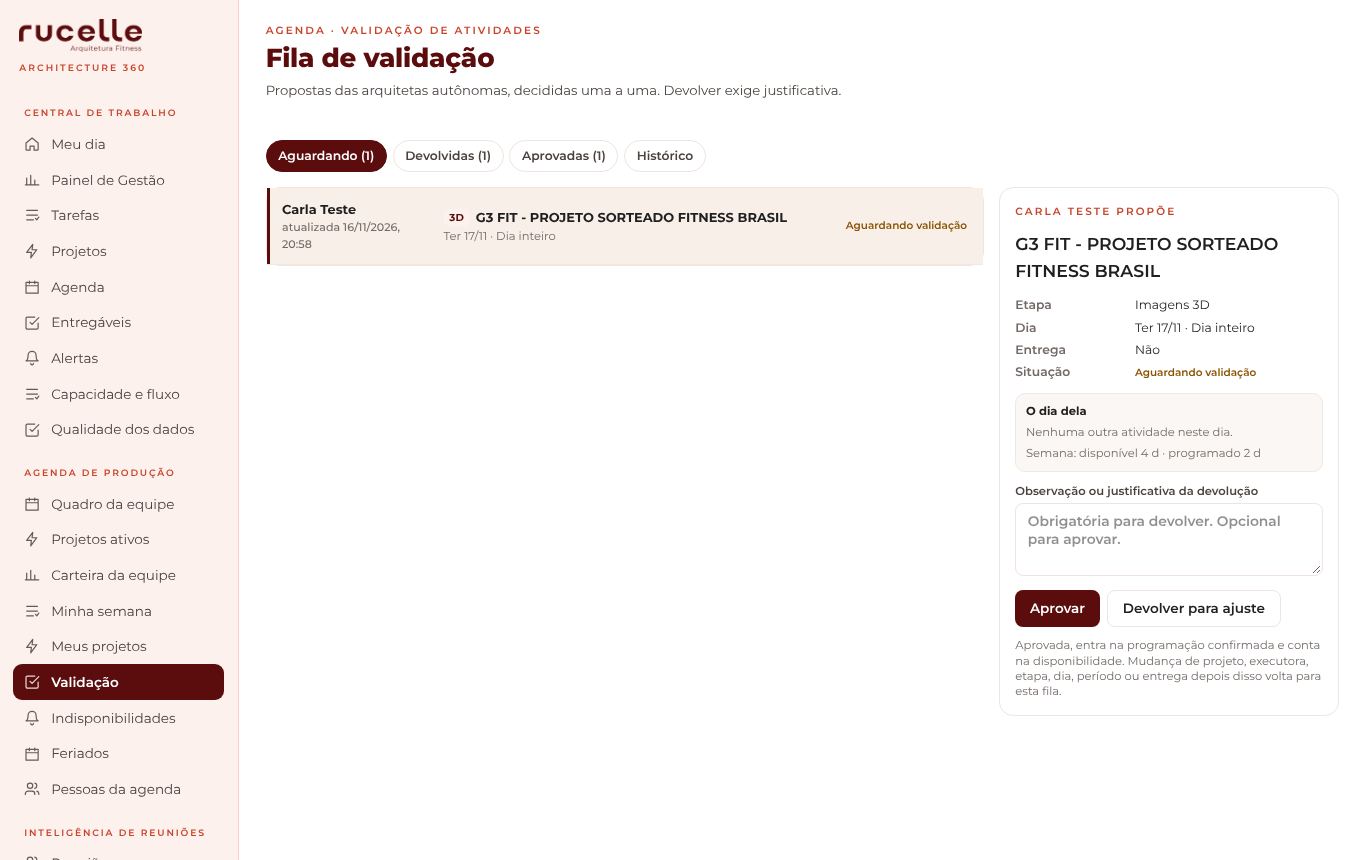 rucelle
Arquitetura Fitness
ARCHITECTURE 360
CENTRAL DE TRABALHO
Meu dia
Painel de Gestão
Tarefas
Projetos
Agenda
Entregáveis
Alertas
Capacidade e fluxo
Qualidade dos dados
AGENDA DE PRODUÇÃO
Quadro da equipe
Projetos ativos
Carteira da equipe
Minha semana
Meus projetos
Validação
Indisponibilidades
Feriados
Pessoas da agenda
INTELIGÊNCIA DE REUNIÕES
AGENDA · VALIDAÇÃO DE ATIVIDADES
Fila de validação
Propostas das arquitetas autônomas, decididas uma a uma. Devolver exige justificativa.
Aguardando (1)
Devolvidas (1)
Aprovadas (1)
Histórico
Carla Teste
atualizada 16/11/2026,
20:58
3D G3 FIT - PROJETO SORTEADO FITNESS BRASIL
Ter 17/11 · Dia inteiro
Aguardando validação
CARLA TESTE PROPÕE
G3 FIT - PROJETO SORTEADO
FITNESS BRASIL
Etapa Imagens 3D
Dia Ter 17/11 · Dia inteiro
Entrega Não
Situação Aguardando validação
O dia dela
Nenhuma outra atividade neste dia.
Semana: disponível 4 d · programado 2 d
Observação ou justificativa da devolução
Obrigatória para devolver. Opcional
para aprovar.
Aprovar
Devolver para ajuste
Aprovada, entra na programação confirmada e conta
na disponibilidade. Mudança de projeto, executora,
etapa, dia, período ou entrega depois disso volta para
esta fila.